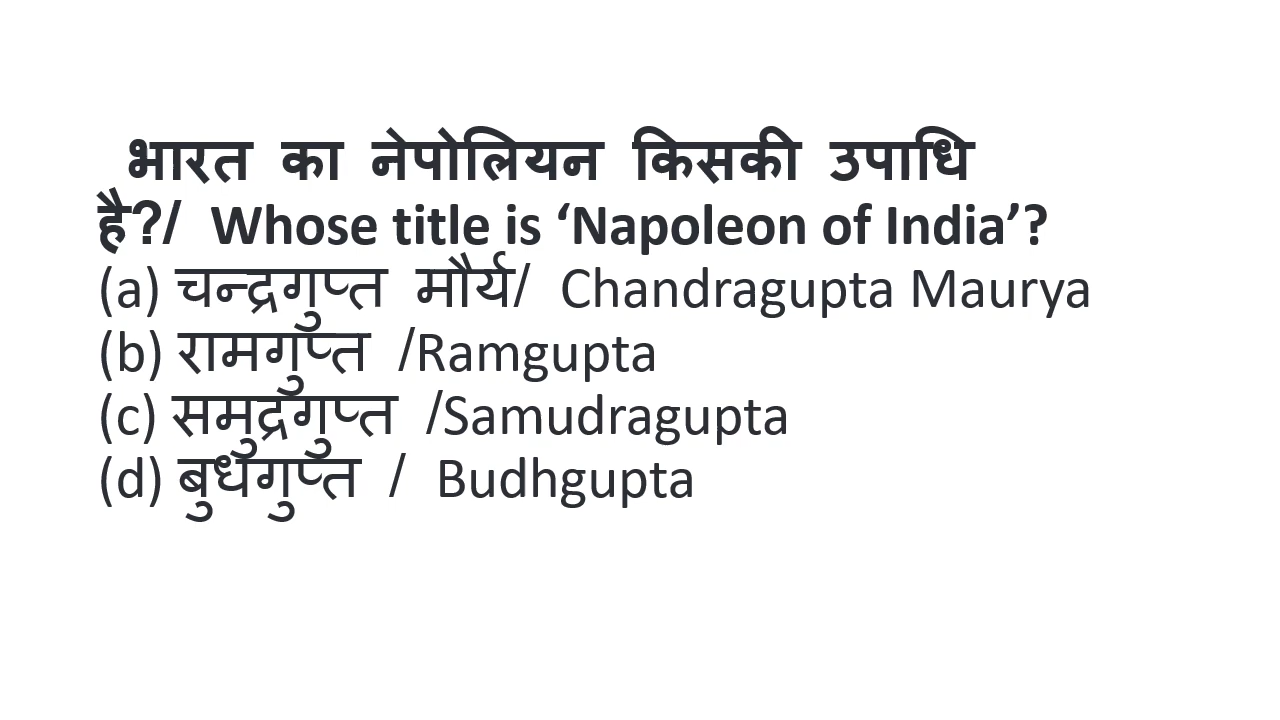 भारत का नेपोलियन किसकी उपाधि
है?/ Whose title is ‘Napoleon of India’?
(a) चन्द्रगुप्त मौर्य/ Chandragupta Maurya
(b) रामगुप्त /Ramgupta
(c) समुद्रगुप्त /Samudragupta
(d) बुधगुप्त / Budhgupta